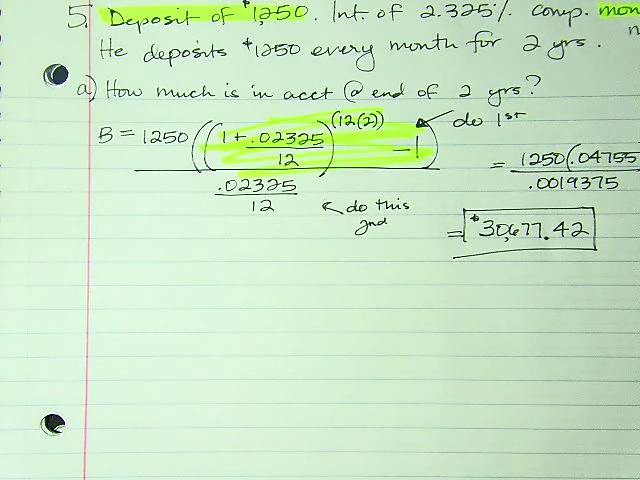 5. Deposit of $1,250. Int. of 2.325% comp. mon
He deposits $1250 every month for 2 yrs.
a) How much is in acct @ end of 2 yrs?
B = 1250((1 + .02325/12)^(12(2)) - 1) / (.02325/12) ← do 1st
← do this 2nd
= 1250(.04755 / .0019375
= $30,677.42